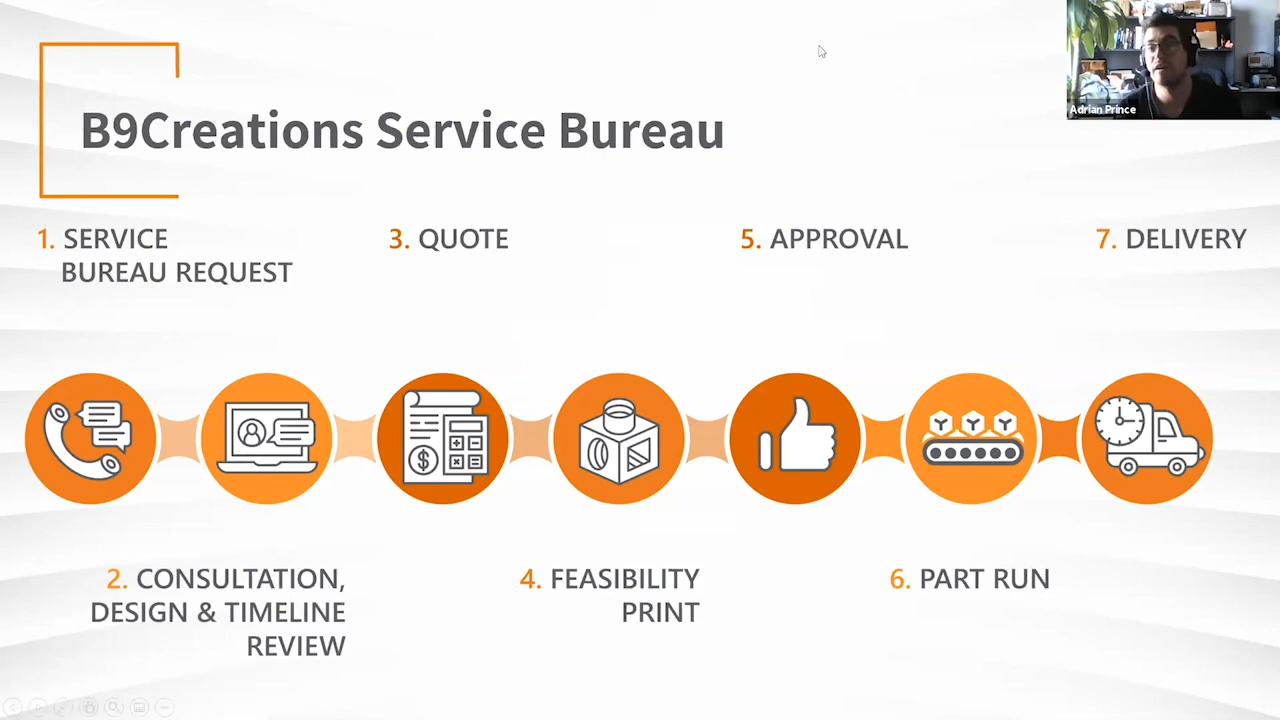 B9Creations Service Bureau
Adrian Prince
1. SERVICE
BUREAU REQUEST
3. QUOTE
5. APPROVAL
7. DELIVERY
2. CONSULTATION,
DESIGN & TIMELINE
REVIEW
4. FEASIBILITY
PRINT
6. PART RUN